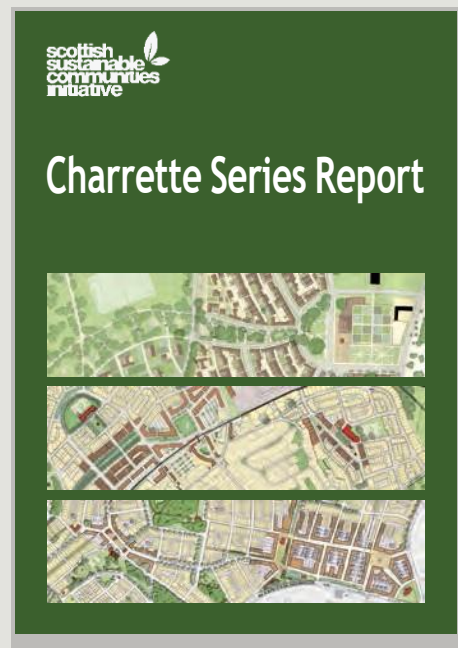 scottish
sustainable
communities
initiative
Charrette Series Report